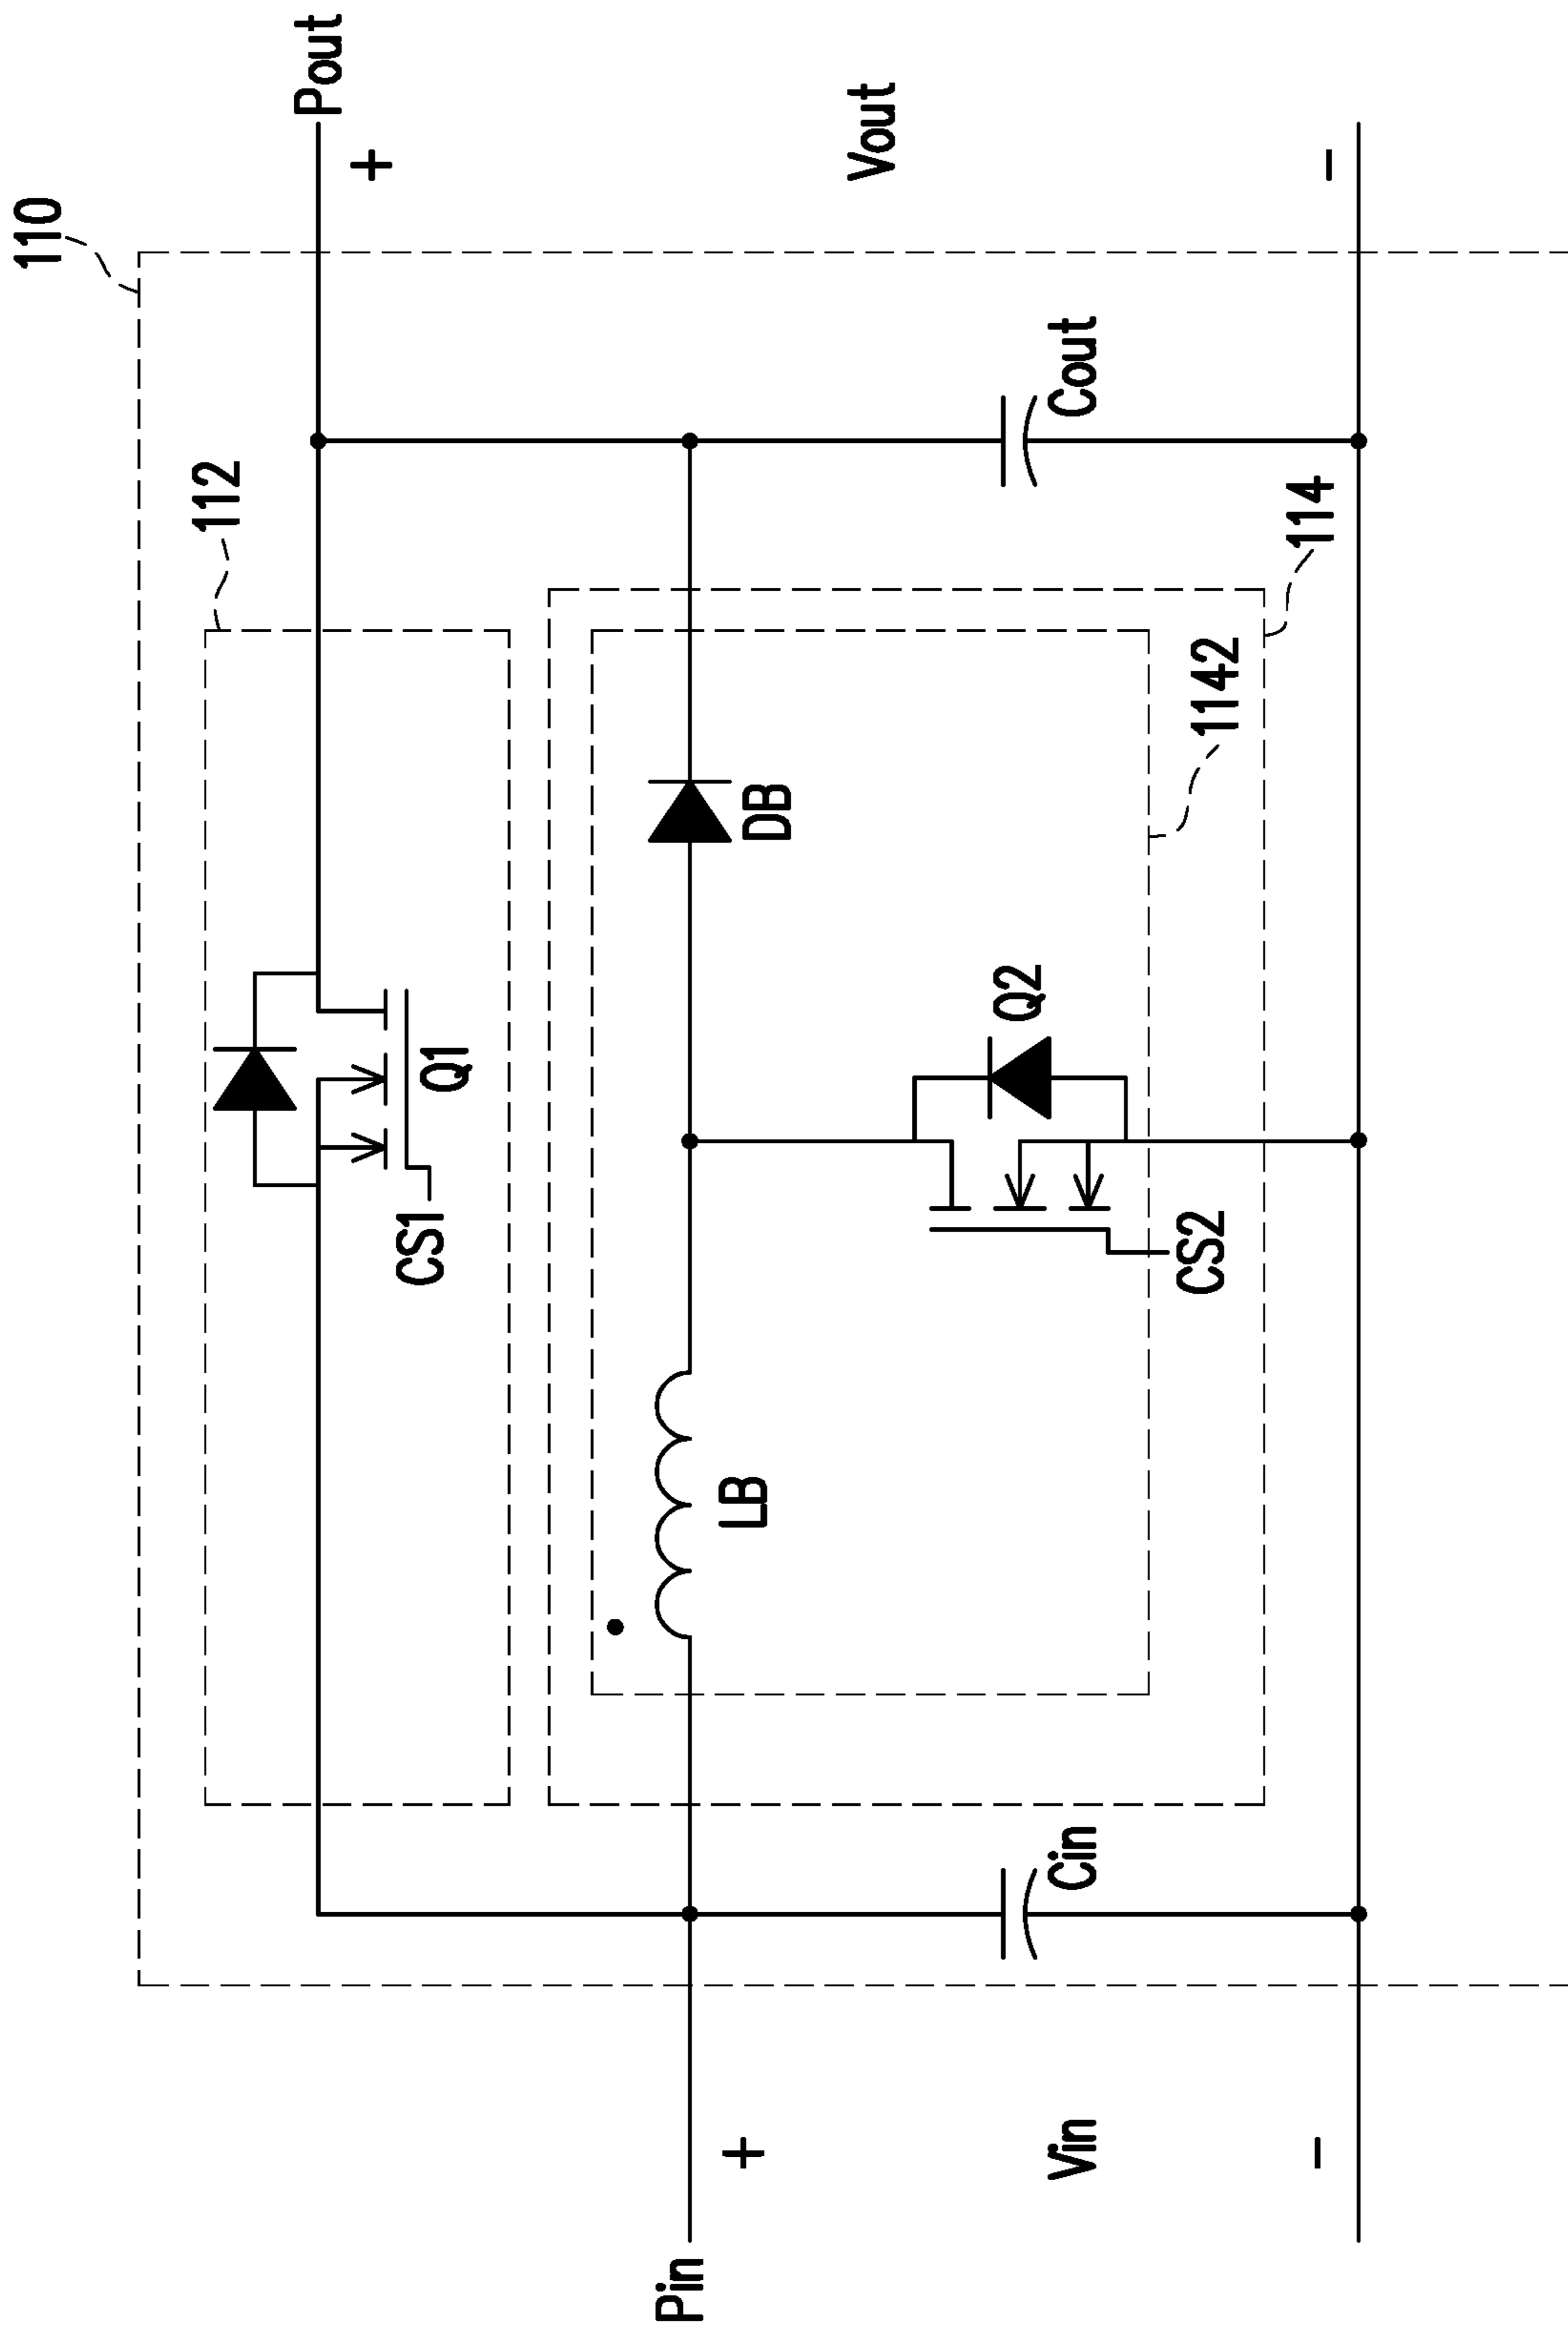 110
Pout
+
112
Q1
CS1
Vout
DB
LB
Pin
+
Q2
Cin
Cout
Vin
1142
CS2
114
-
-